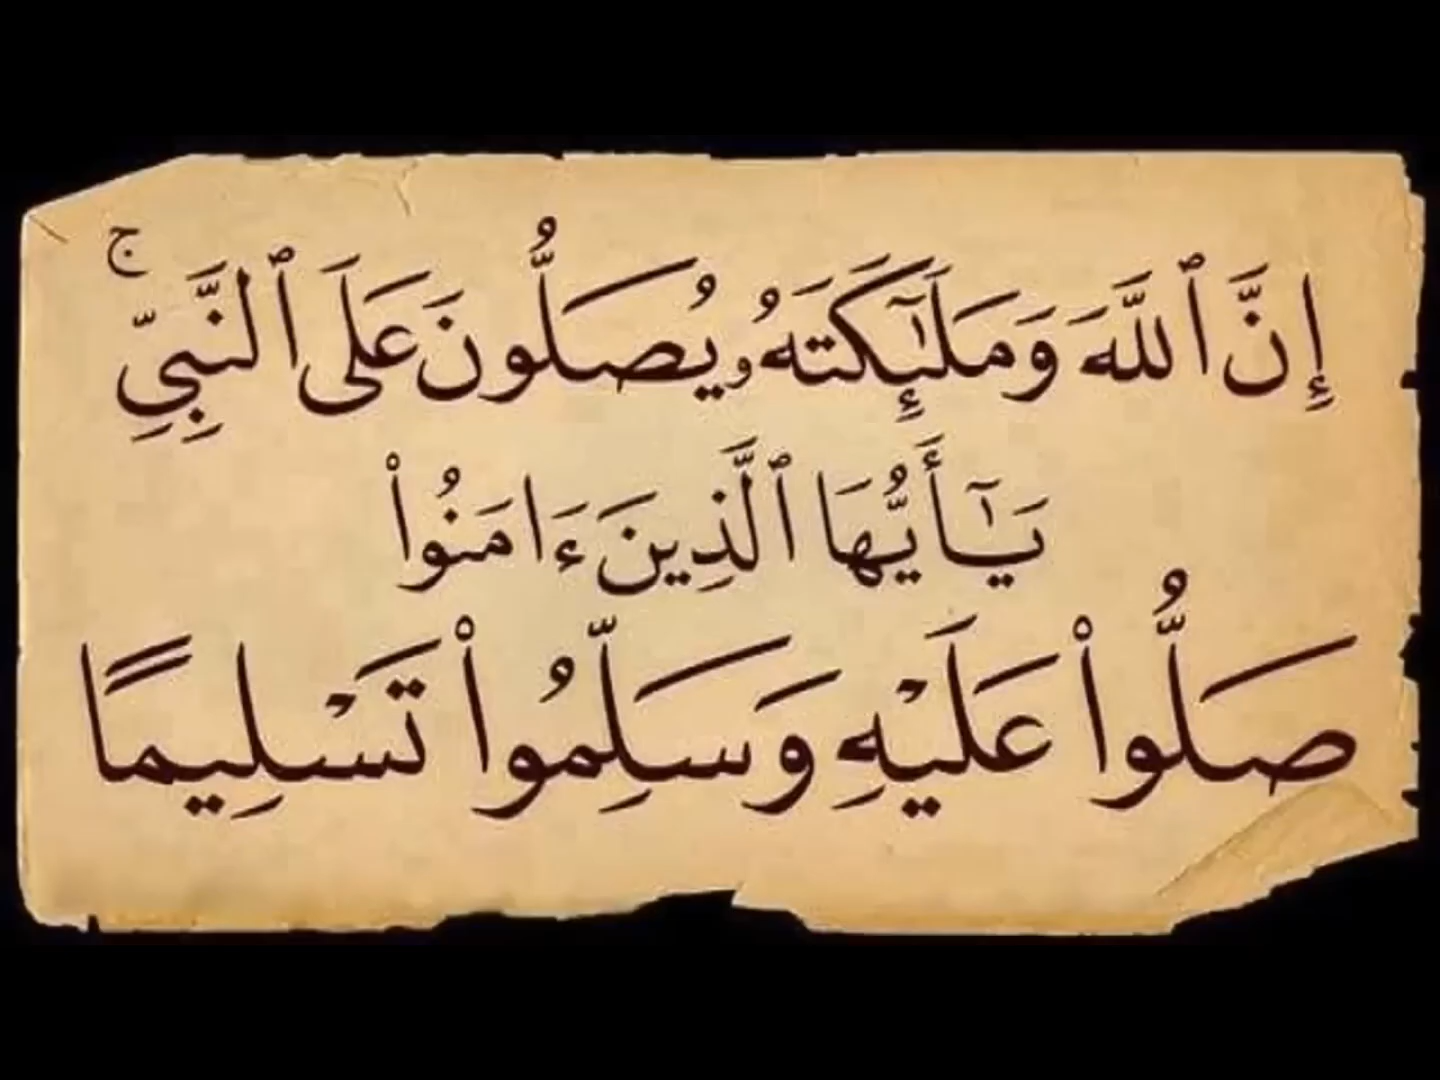 إِنَّ ٱللَّهَ وَمَلَـٰٓئِكَتَهُۥ يُصَلُّونَ عَلَى ٱلنَّبِىِّ ۚ
يَـٰٓأَيُّهَا ٱلَّذِينَ ءَامَنُوا۟
صَلُّوا۟ عَلَيْهِ وَسَلِّمُوا۟ تَسْلِيمًا